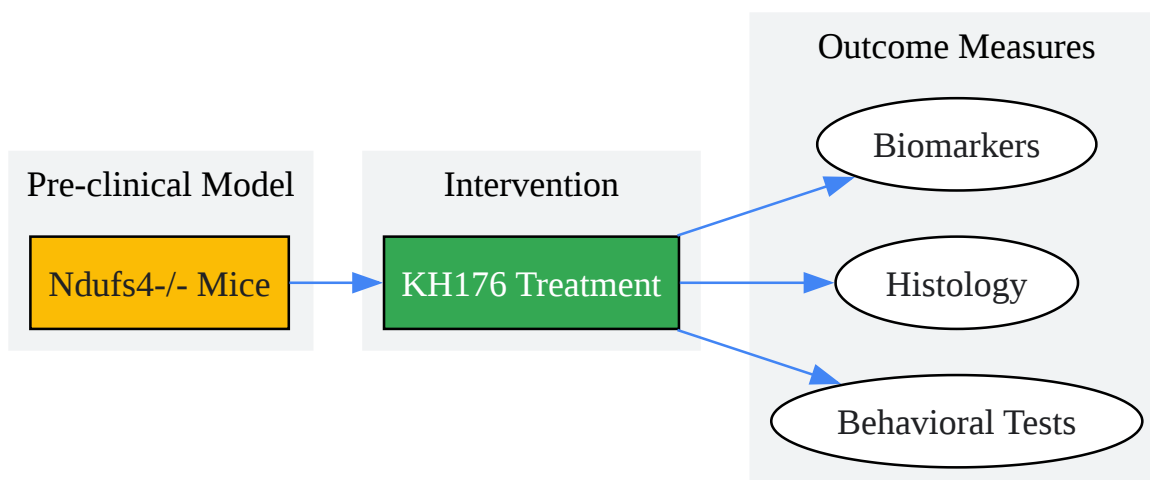 Pre-clinical Model
Ndufs4-/- Mice
Intervention
KH176 Treatment
Outcome Measures
Biomarkers
Histology
Behavioral Tests